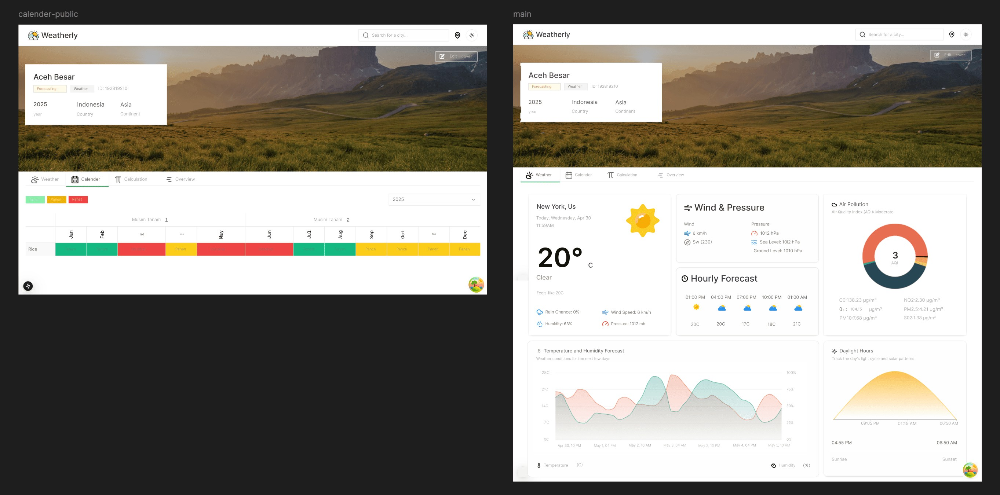 calender-public
Weatherly
Search for a city...
Edit cover
Aceh Besar
Forecasting Weather ID: 192819210
2025 Indonesia Asia
year Country Continent
Weather Calender Calculation Overview
Tanam Panen Rehat
2025
Musim Tanam 1 Musim Tanam 2
Jan Feb lad May Jun Jul Aug Sep Oct Dec
Rice Tanam Tanam Panen Tanam Tanam Panen Panen Panen Panen
main
Weatherly
Search for a city...
Edit cover
Aceh Besar
Forecasting Weather ID: 192819210
2025 Indonesia Asia
year Country Continent
Weather Calender Calculation Overview
New York, Us
Today, Wednesday, Apr 30
11:59AM
20°
C
Clear
Feels 1ike 20C
Rain Chance: 0% Wind Speed: 6 km/h
Humidity: 63% Pressure: 1012 mb
Wind & Pressure
Wind Pressure
6 km/h 1012 hPa
Sw (230) Sea Level: 10i2 hPa
Ground Level: 1010 hPa
Hourly Forecast
01:00 PM 04:00 PM 07:00 PM 10:00 PM 01:00 AM
20C 20C 17C 18C 21C
Air Pollution
Air Quality Index (AQI): Moderate
3
AQI
C0:138.23 µg/m³ NO2:2.30 µg/m³
O₃: 104.15 µg/m³ PM2.5:4.21 µg/m³
PM10:7.68 µg/m³ S02:1.38 µg/m³
8 Temperature and Humidity Forecast
Weather conditions for the next few days
28C 100%
21C 75%
14C 50%
7C 25%
0C 0%
Apr 30, 10 PM May 1, 04 PM May 2, 10 AM May 3, 04 AM May 3, 10 PM May 4, 04 PM May 5, 10 AM
Temperature (C) Humidity (%)
Daylight Hours
Track the day's light cycle and solar patterns
09:05 PM 01:15 AM 06:50 AM
04:55 PM 06:50 AM
Sunrise Sunset